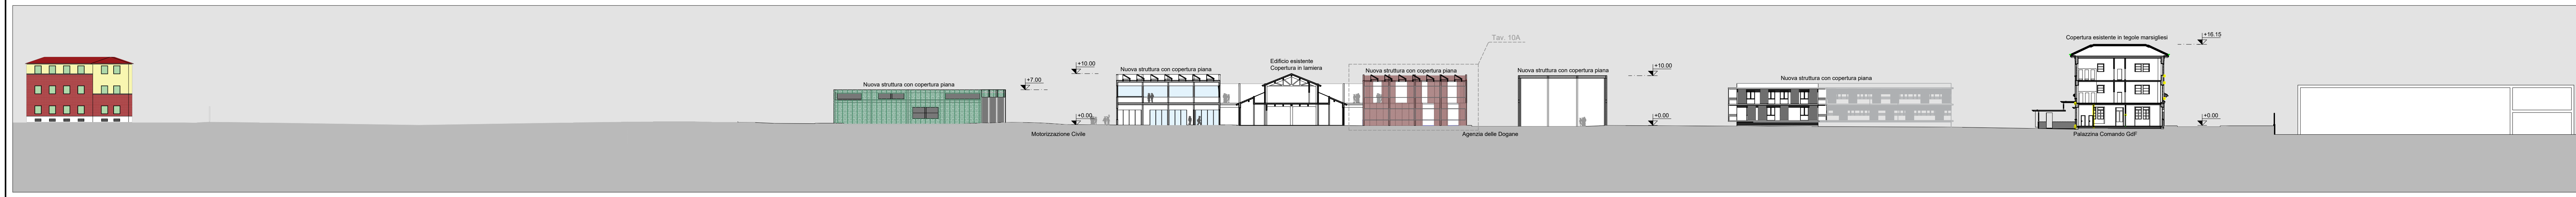 Nuova struttura con copertura piana
+7.00
+10.00
+0.00
Motorizzazione Civile
Nuova struttura con copertura piana
Edificio esistente
Copertura in lamiera
Tav. 10A
Nuova struttura con copertura piana
Agenzia delle Dogane
Nuova struttura con copertura piana
+10.00
+0.00
Nuova struttura con copertura piana
Copertura esistente in tegole marsigliesi
+16.15
+0.00
Palazzina Comando GdF